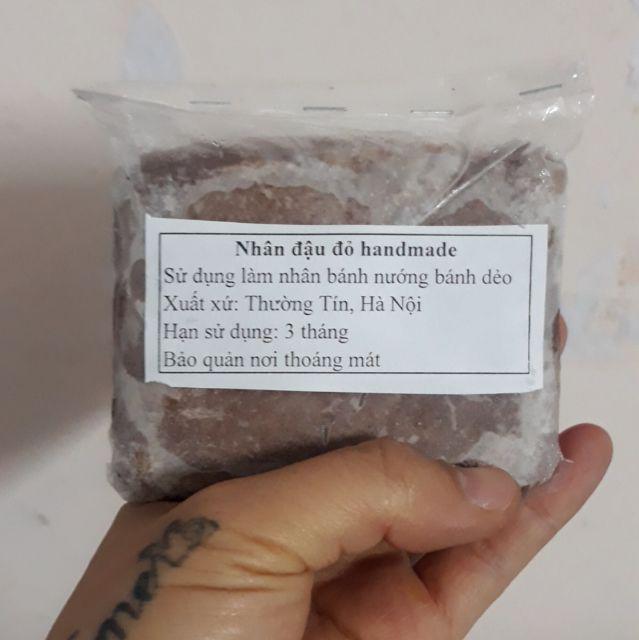 Nhân đậu đỏ handmade
Sử dụng làm nhân bánh nướng bánh dẻo
Xuất xứ: Thường Tín, Hà Nội
Hạn sử dụng: 3 tháng
Bảo quản nơi thoáng mát